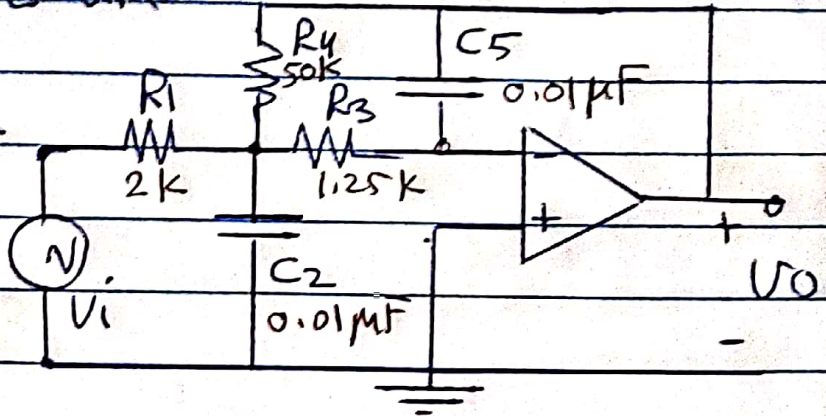 R4
50K
C5
0.01μF
R1
R3
2K
1.25K
-
+
+
C2
0.01μF
Vi
Vo
-